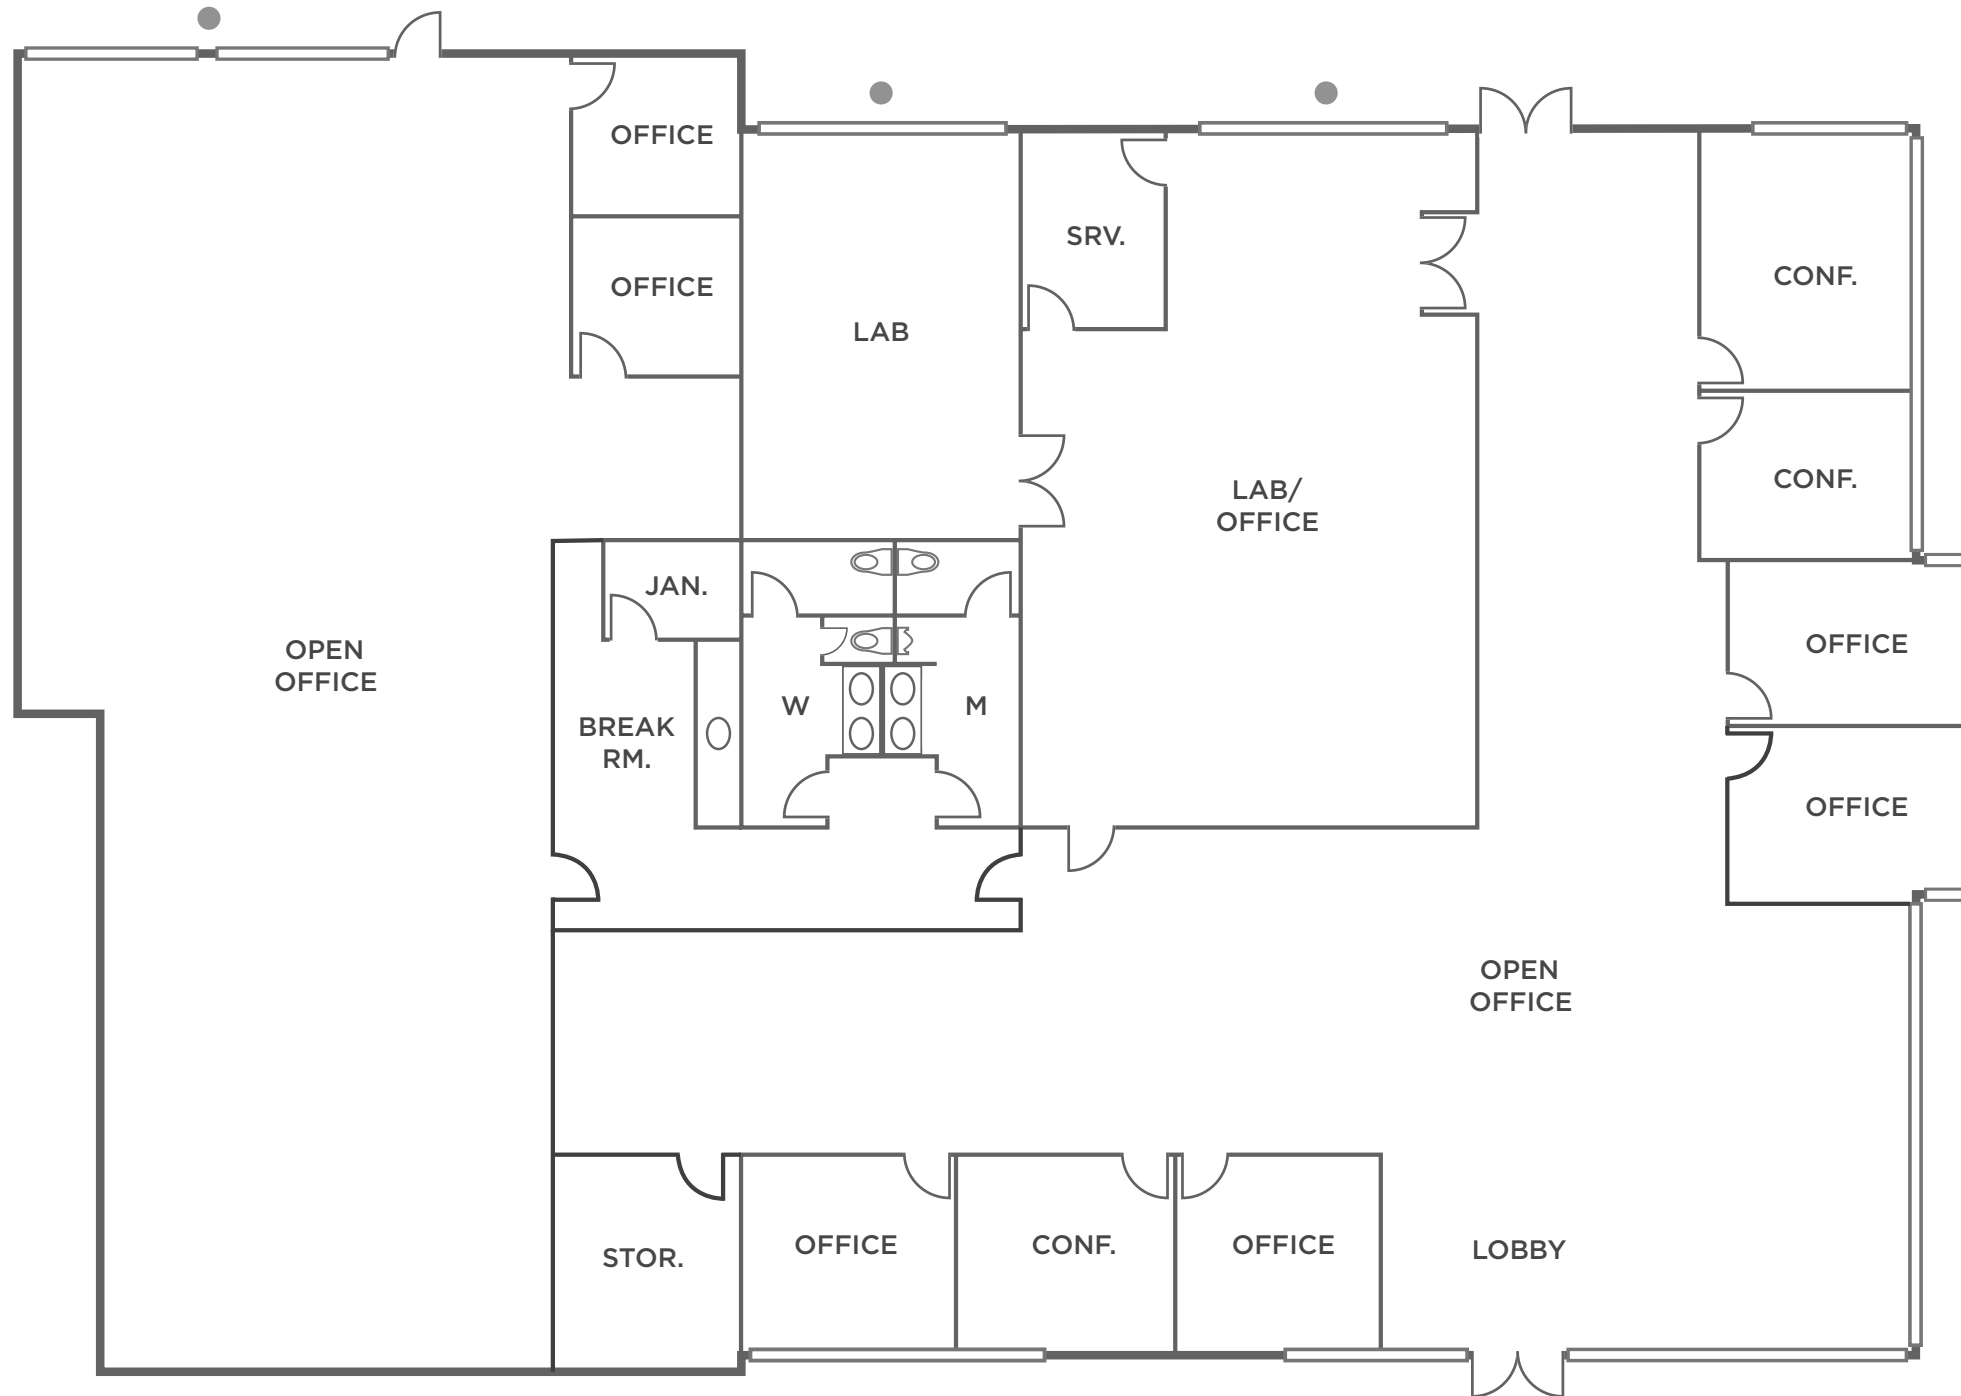 OFFICE
SRV.
CONF.
OFFICE
LAB
CONF.
LAB/
OFFICE
JAN.
OPEN
OFFICE
OFFICE
W
M
BREAK
RM.
OFFICE
OPEN
OFFICE
STOR.
OFFICE
CONF.
OFFICE
LOBBY